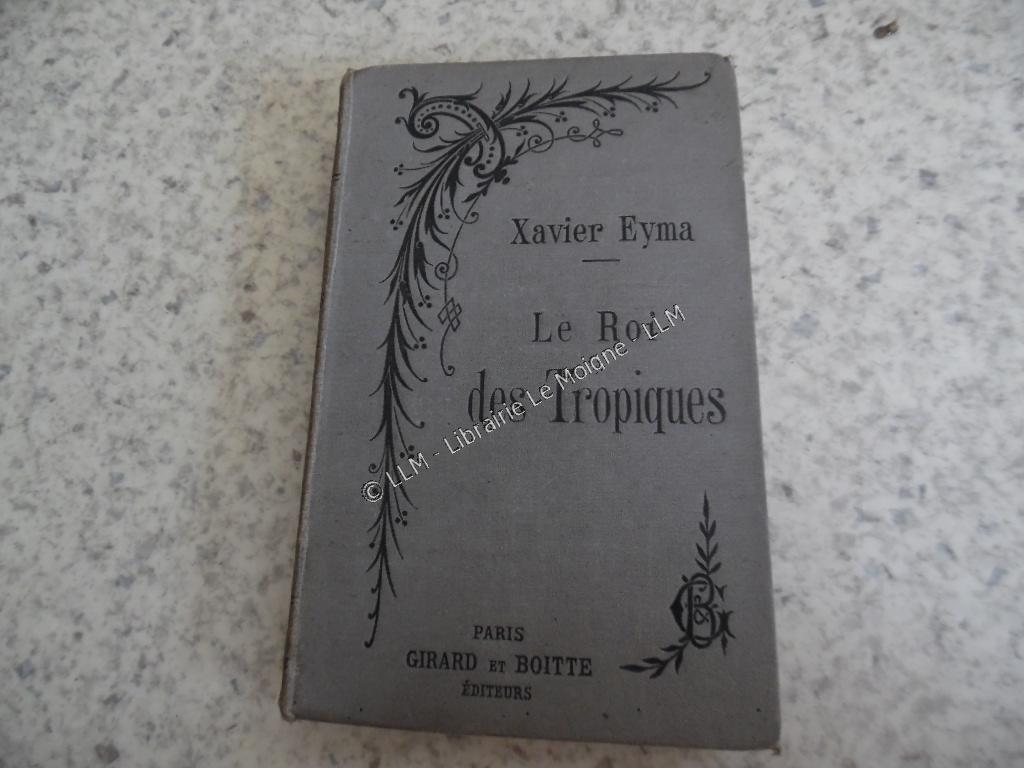 Xavier Eyma
Le Roi
des Tropiques
© LLM - Librairie Le Moigne - LLM
G&B
PARIS
GIRARD ET BOITTE
ÉDITEURS